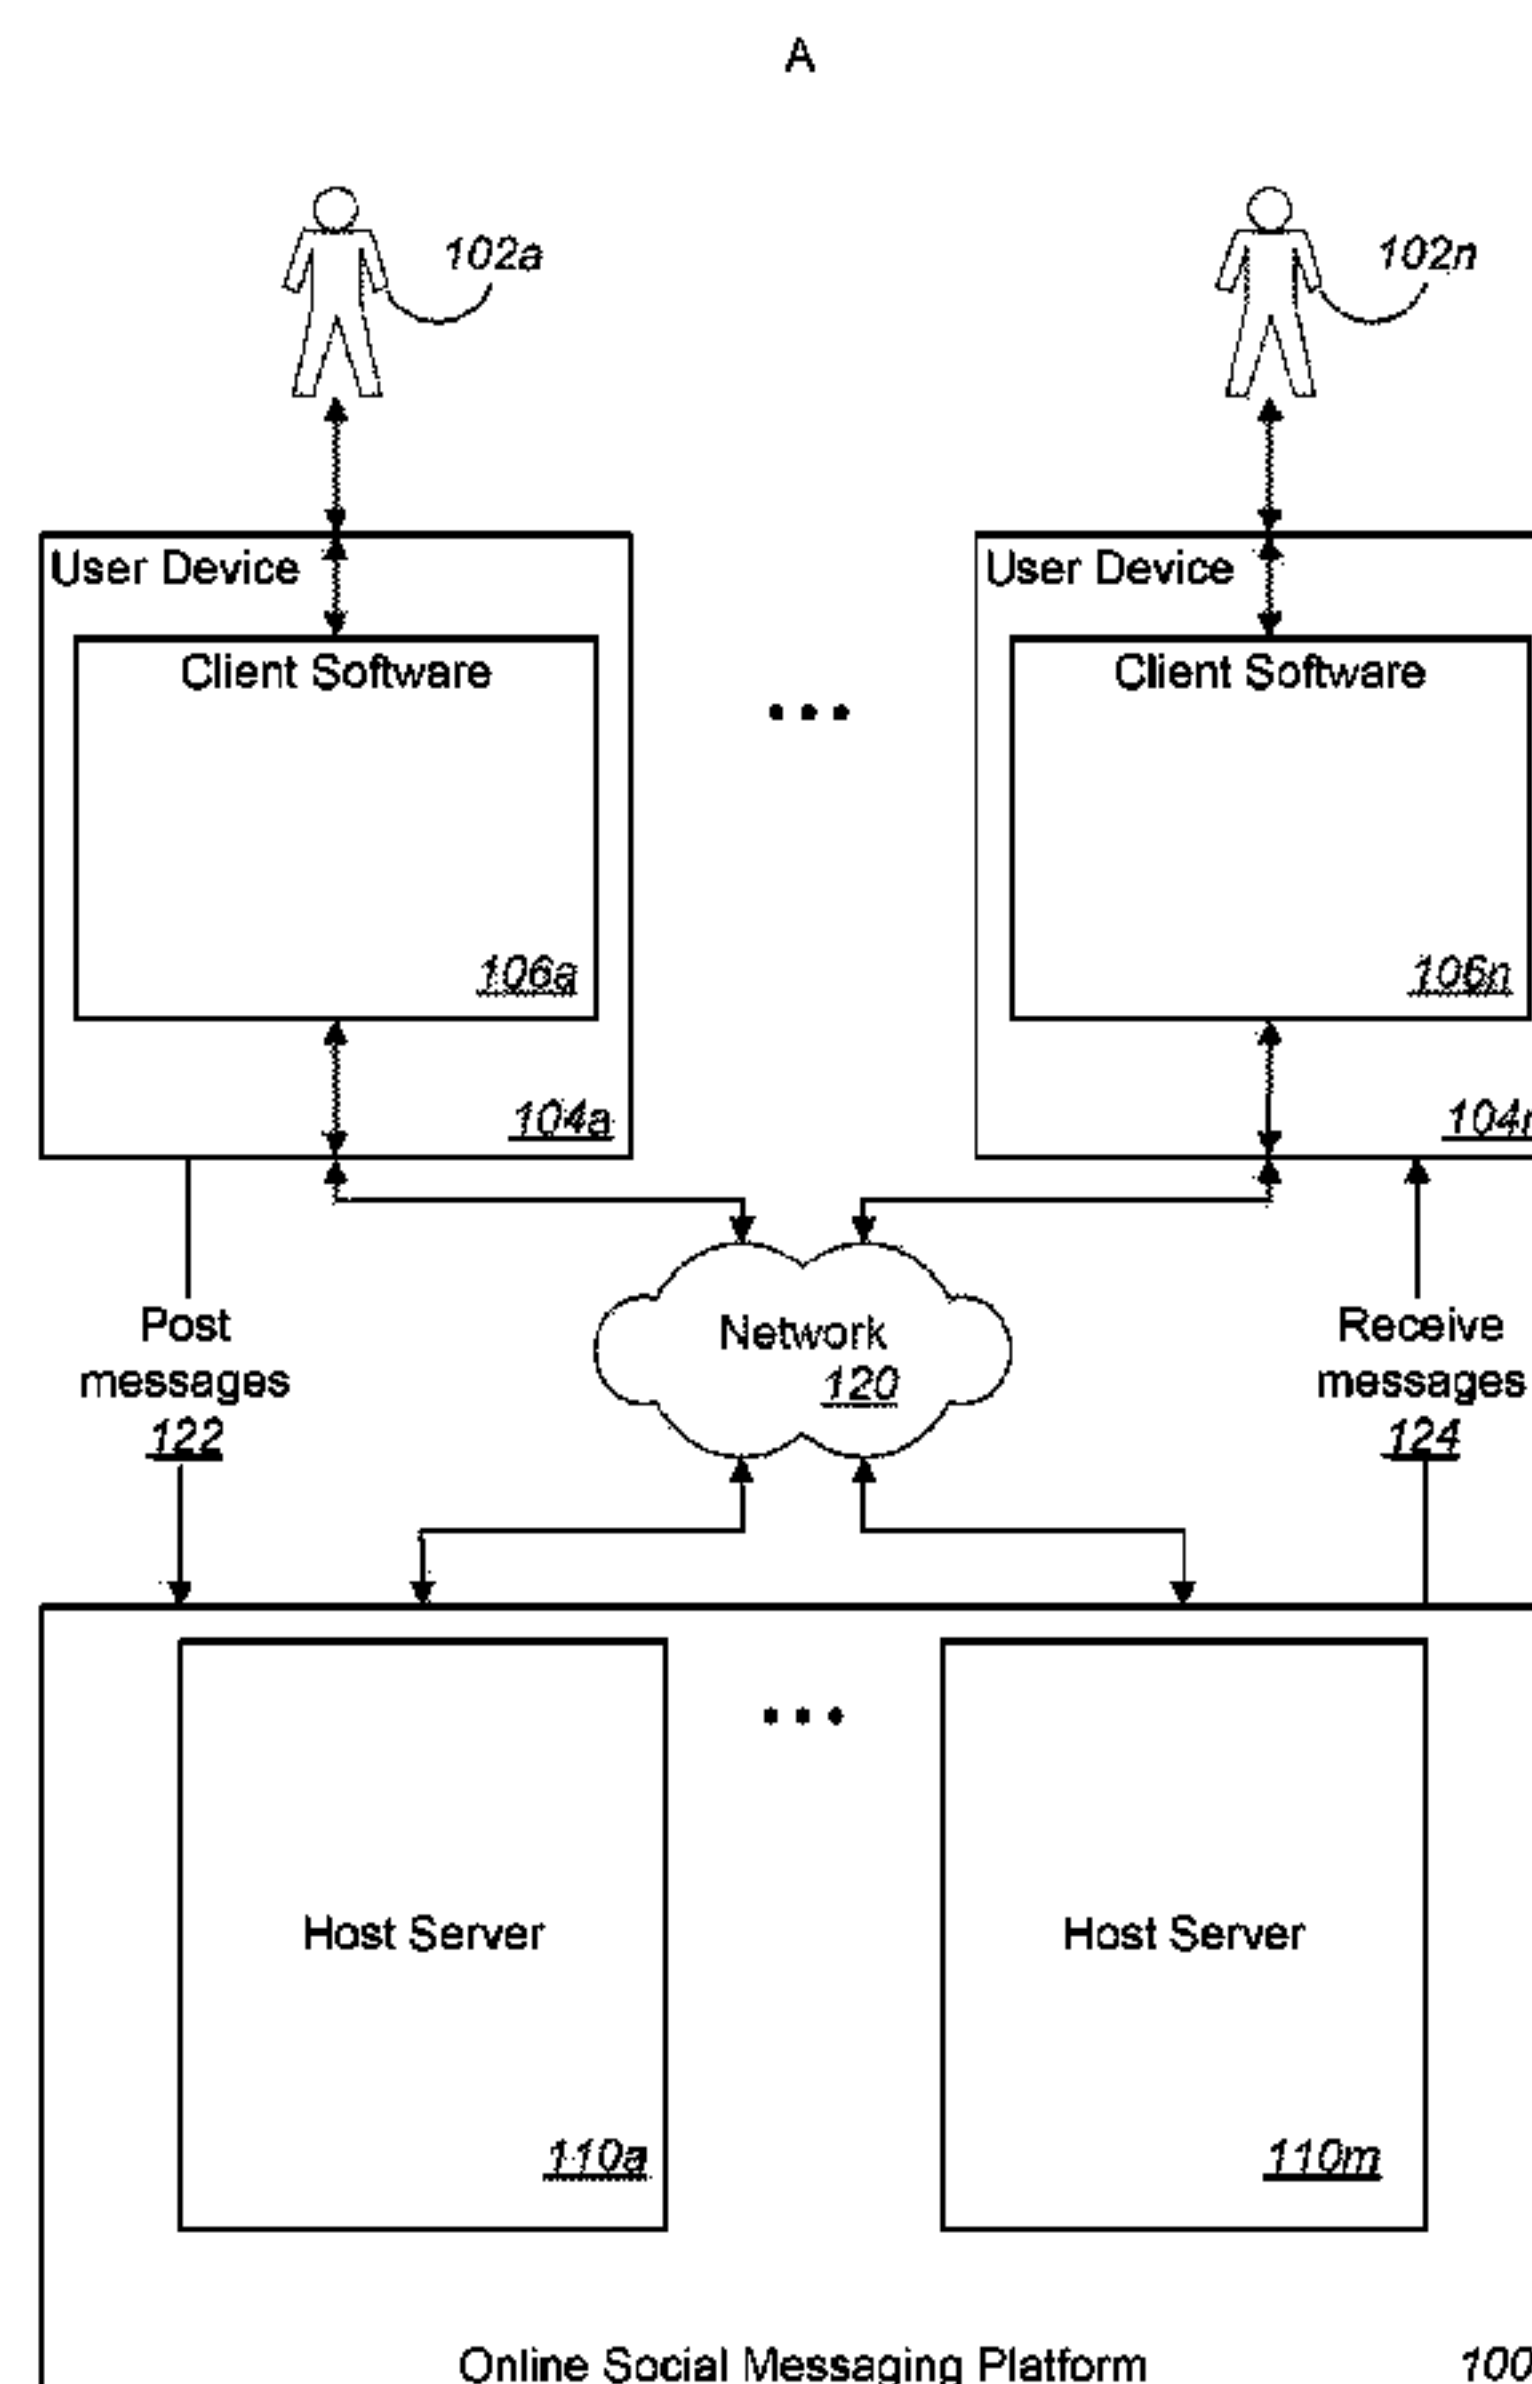 A
102a
102n
User Device
User Device
Client Software
Client Software
106a
106n
104a
104n
Post
messages
122
Network
120
Receive
messages
124
Host Server
Host Server
110a
110m
Online Social Messaging Platform
100